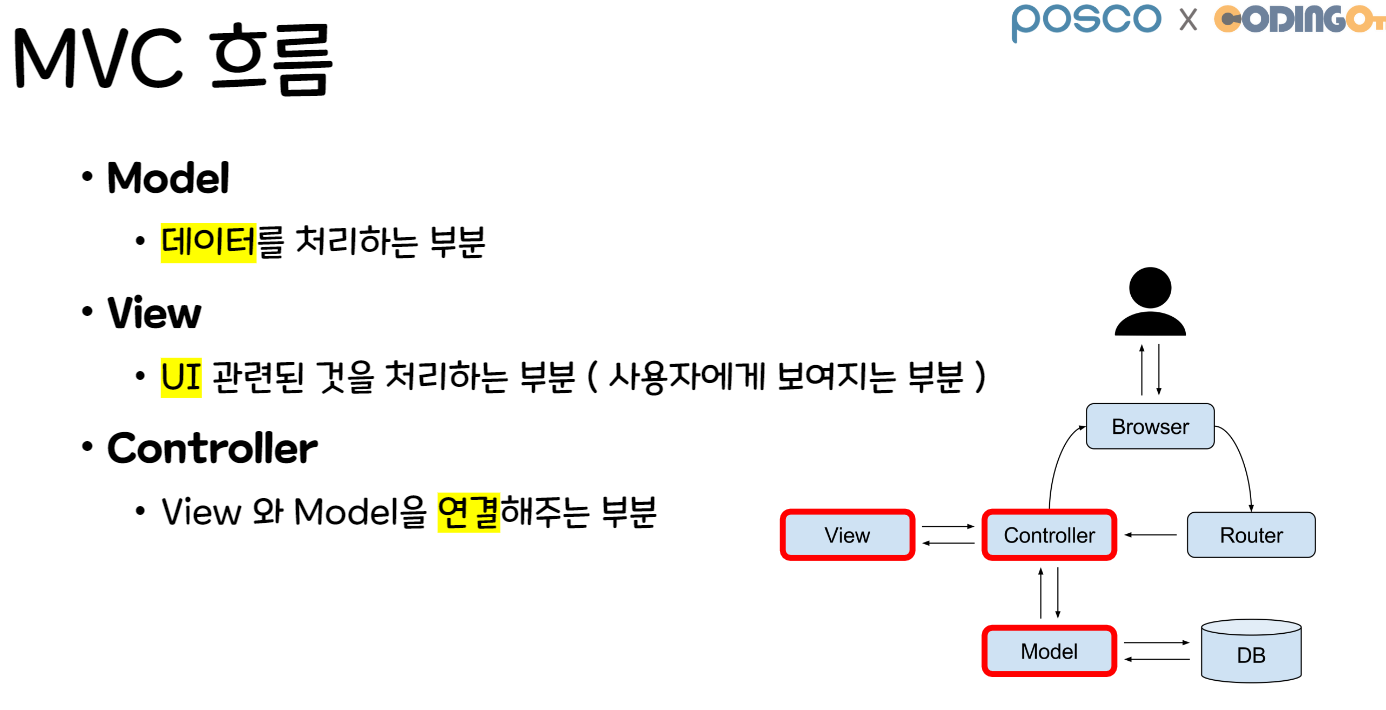 posco x CODINGOn
MVC 흐름
• Model
• 데이터를 처리하는 부분
• View
• UI 관련된 것을 처리하는 부분 ( 사용자에게 보여지는 부분 )
• Controller
• View 와 Model을 연결해주는 부분
Browser
View
Controller
Router
Model
DB